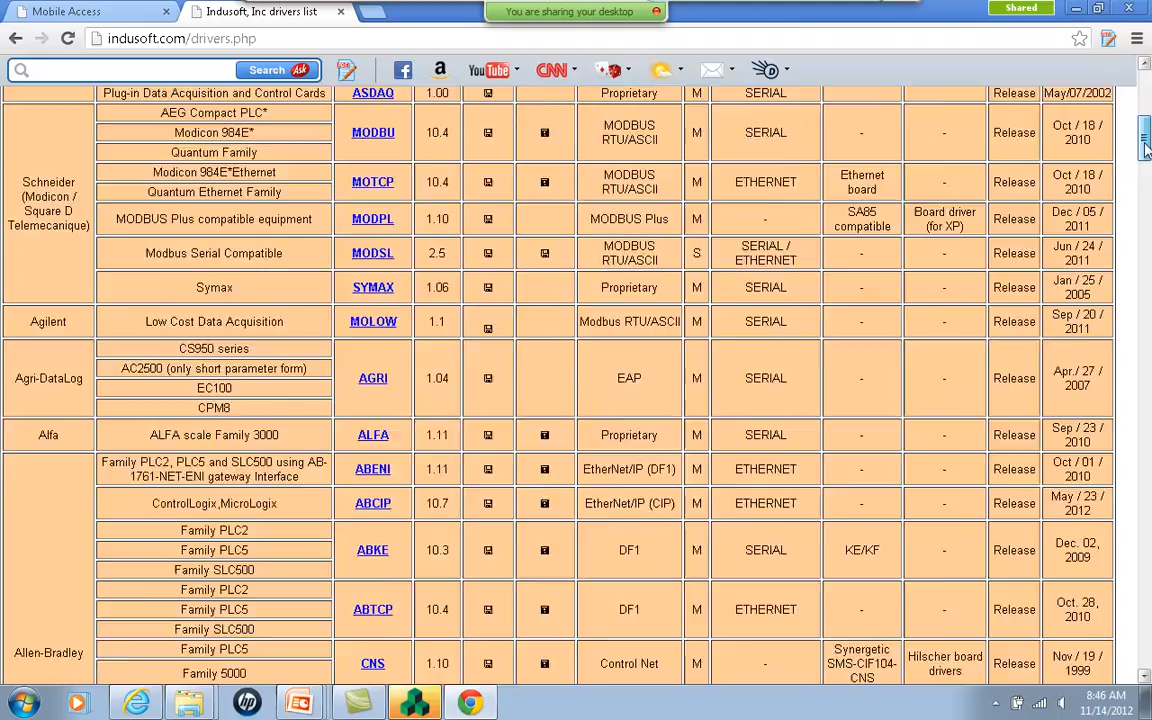 Mobile Access
Indusoft, Inc drivers list
You are sharing your desktop
Shared
indusoft.com/drivers.php
Search Ask
YouTube
CNN
Plug-in Data Acquisition and Control Cards ASDAQ 1.00 Proprietary M SERIAL Release May/07/2002
Schneider
(Modicon /
Square D
Telemecanique)
AEG Compact PLC*
Modicon 984E*
Quantum Family
MODBU 10.4
MODBUS
RTU/ASCII
M SERIAL - - Release
Oct / 18 /
2010
Modicon 984E*Ethernet
Quantum Ethernet Family
MOTCP 10.4
MODBUS
RTU/ASCII
M ETHERNET
Ethernet
board
- Release
Oct / 18 /
2010
MODBUS Plus compatible equipment MODPL 1.10 MODBUS Plus M -
SA85
compatible
Board driver
(for XP)
Release
Dec / 05 /
2011
Modbus Serial Compatible MODSL 2.5
MODBUS
RTU/ASCII
S
SERIAL /
ETHERNET
- - Release
Jun / 24 /
2011
Symax SYMAX 1.06 Proprietary M SERIAL - - Release
Jan / 25 /
2005
Agilent Low Cost Data Acquisition MOLOW 1.1 Modbus RTU/ASCII M SERIAL - - Release
Sep / 20 /
2011
Agri-DataLog
CS950 series
AC2500 (only short parameter form)
EC100
CPM8
AGRI 1.04 EAP M SERIAL - - Release
Apr./ 27 /
2007
Alfa ALFA scale Family 3000 ALFA 1.11 Proprietary M SERIAL - - Release
Sep / 23 /
2010
Allen-Bradley
Family PLC2, PLC5 and SLC500 using AB-
1761-NET-ENI gateway Interface
ABENI 1.11 EtherNet/IP (DF1) M ETHERNET - - Release
Oct / 01 /
2010
ControlLogix,MicroLogix ABCIP 10.7 EtherNet/IP (CIP) M ETHERNET - - Release
May / 23 /
2012
Family PLC2
Family PLC5
Family SLC500
ABKE 10.3 DF1 M SERIAL KE/KF - Release
Dec. 02,
2009
Family PLC2
Family PLC5
Family SLC500
ABTCP 10.4 DF1 M ETHERNET - - Release
Oct. 28,
2010
Family PLC5
Family 5000
CNS 1.10 Control Net M -
Synergetic
SMS-CIF104-
CNS
Hilscher board
drivers
Release
Nov / 19 /
1999
hp
8:46 AM
11/14/2012